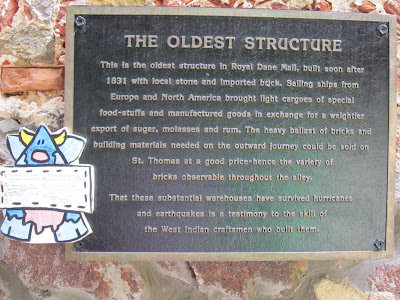 THE OLDEST STRUCTURE
This is the oldest structure in Royal Dane Mall, built soon after
1831 with local stone and imported brick. Sailing ships from
Europe and North America brought light cargoes of special
food-stuffs and manufactured goods in exchange for a weightier
export of sugar, molasses and rum. The heavy ballast of bricks and
building materials needed on the outward journey could be sold on
St. Thomas at a good price-hence the variety of
bricks observable throughout the alley.
That these substantial warehouses have survived hurricanes
and earthquakes is a testimony to the skill of
the West Indian craftsmen who built them.